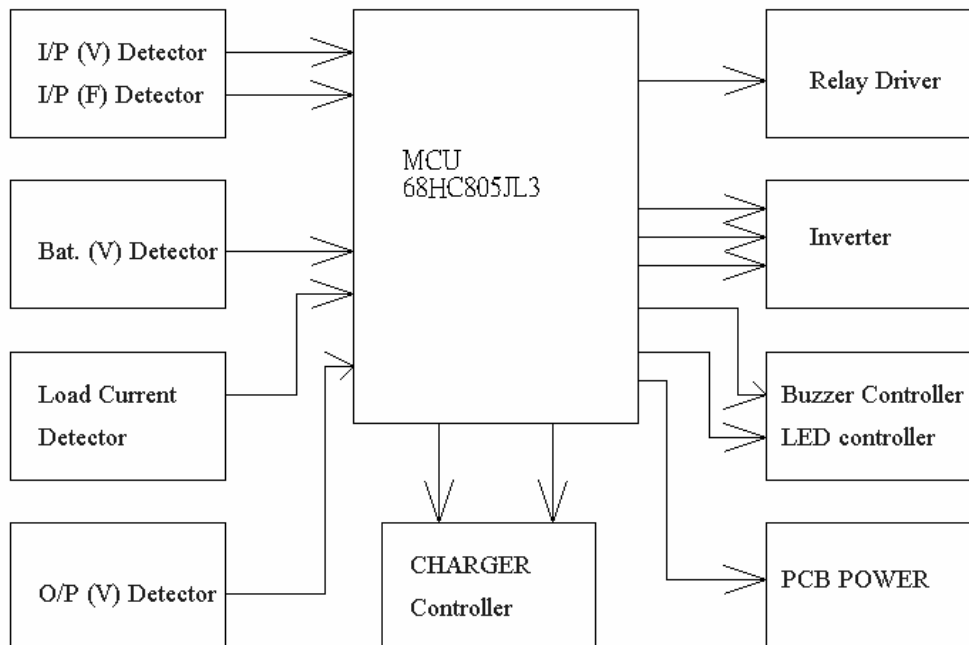 I/P (V) Detector
I/P (F) Detector
Bat. (V) Detector
Load Current
Detector
O/P (V) Detector
MCU
68HC805JL3
CHARGER
Controller
Relay Driver
Inverter
Buzzer Controller
LED controller
PCB POWER